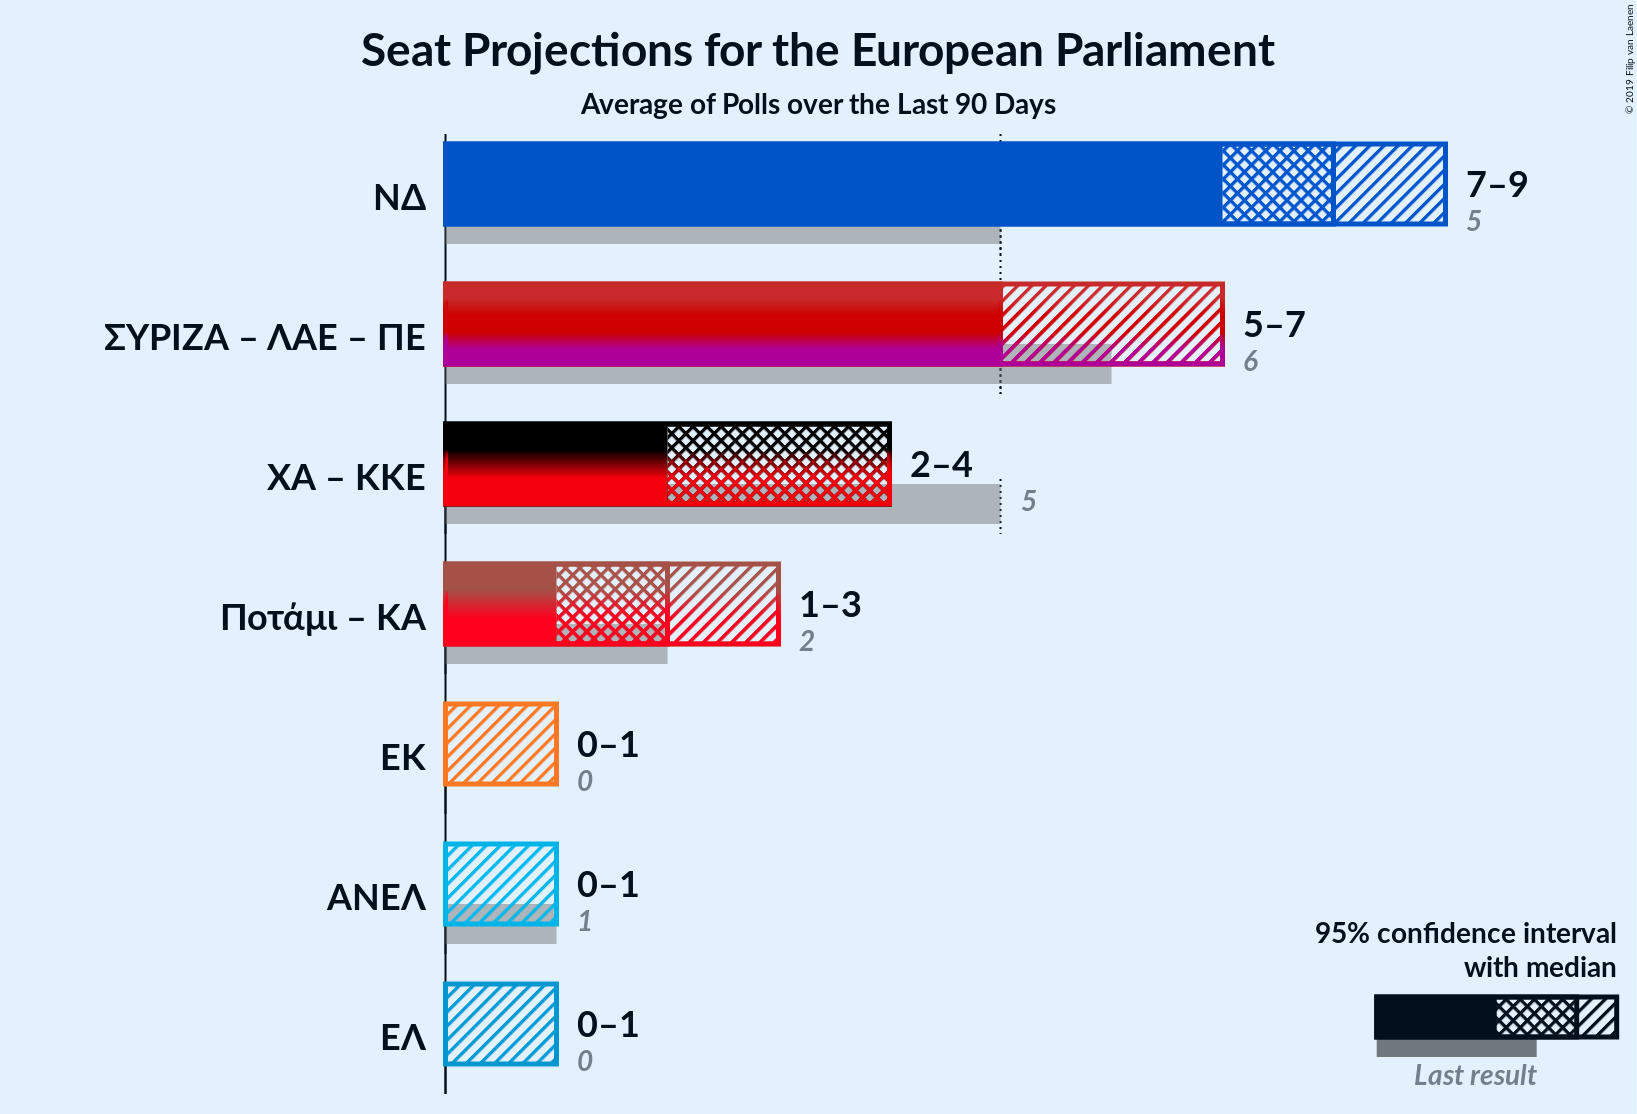 Seat Projections for the European Parliament
Average of Polls over the Last 90 Days
© 2019 Filip van Laenen
ΝΔ
7–9
5
ΣΥΡΙΖΑ – ΛΑΕ – ΠΕ
5–7
6
ΧΑ – ΚΚΕ
2–4
5
Ποτάμι – ΚΑ
1–3
2
ΕΚ
0–1
0
ΑΝΕΛ
0–1
1
ΕΛ
0–1
0
95% confidence interval
with median
Last result